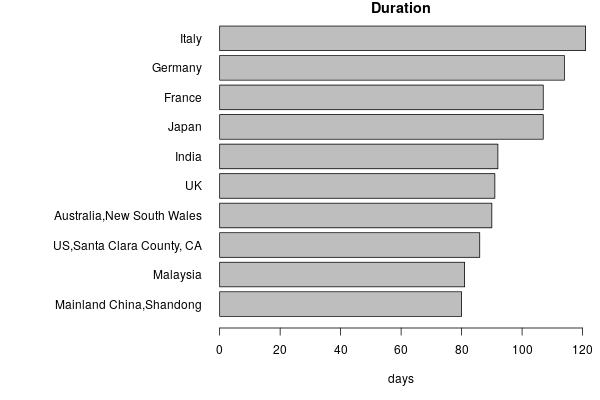 Duration
Italy
Germany
France
Japan
India
UK
Australia,New South Wales
US,Santa Clara County, CA
Malaysia
Mainland China,Shandong
0 20 40 60 80 100 120
days